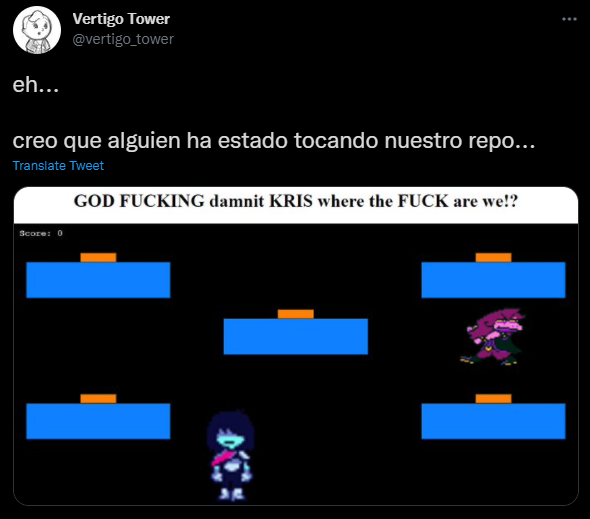 Vertigo Tower
@vertigo_tower
eh...
creo que alguien ha estado tocando nuestro repo...
Translate Tweet
GOD FUCKING damnit KRIS where the FUCK are we!?
Score: 0